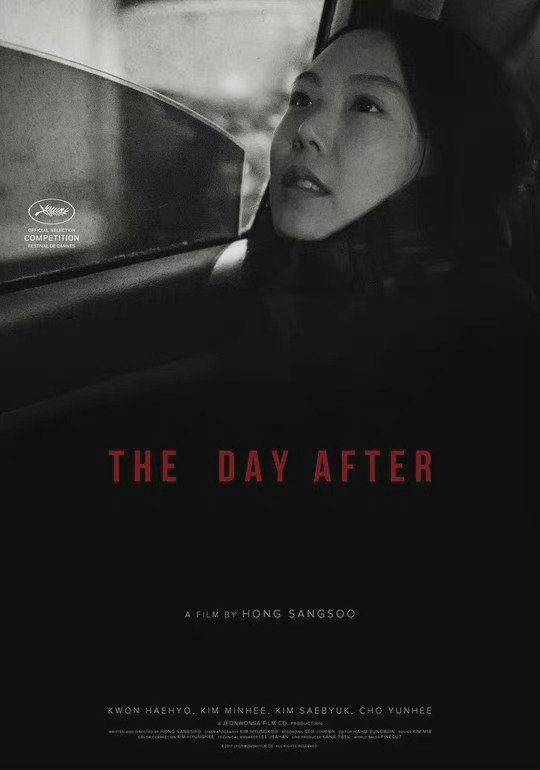 OFFICIAL SELECTION
COMPETITION
FESTIVAL DE CANNES
THE DAY AFTER
A FILM BY HONG SANGSOO
KWON HAEHYO, KIM MINHEE, KIM SAEBYUK, CHO YUNHEE
A JEONWONSA FILM CO. PRODUCTION
WRITTEN AND DIRECTED BY HONG SANGSOO CINEMATOGRAPHY KIM HYUNGKOO RECORDING SEO JIHOON EDITOR HAHM SUNGWON SOUND KIM MIR
COLOR CORRECTION KIM HYUNGHEE TECHNICAL MANAGER LEE JEAHAN LINE PRODUCER KANG TAEU WORLD SALES FINECUT
©2017 JEONWONSA FILM CO. ALL RIGHTS RESERVED.